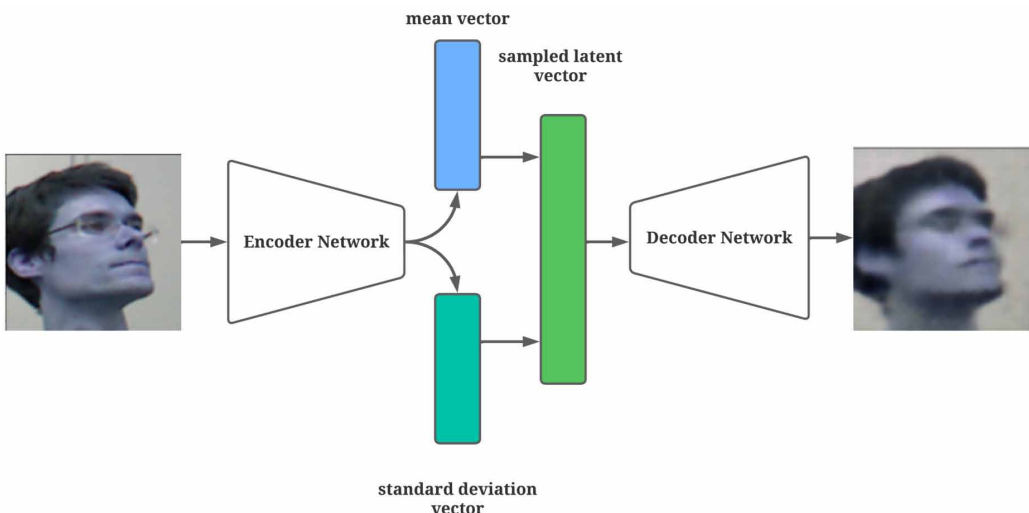 mean vector
sampled latent
vector
Encoder Network
Decoder Network
standard deviation
vector